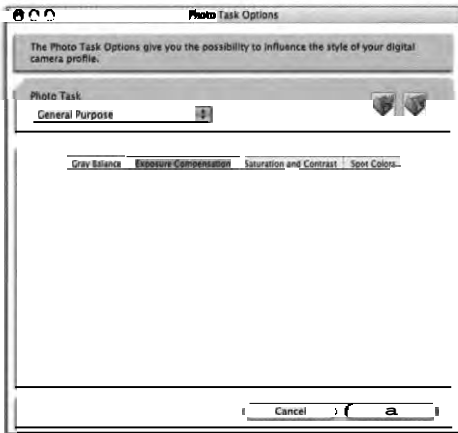 Photo Task Options
The Photo Task Options give you the possibility to influence the style of your digital
camera profile.
Photo Task
General Purpose
Gray Balance Exposure Compensation Saturation and Contrast Spot Colors
Cancel a